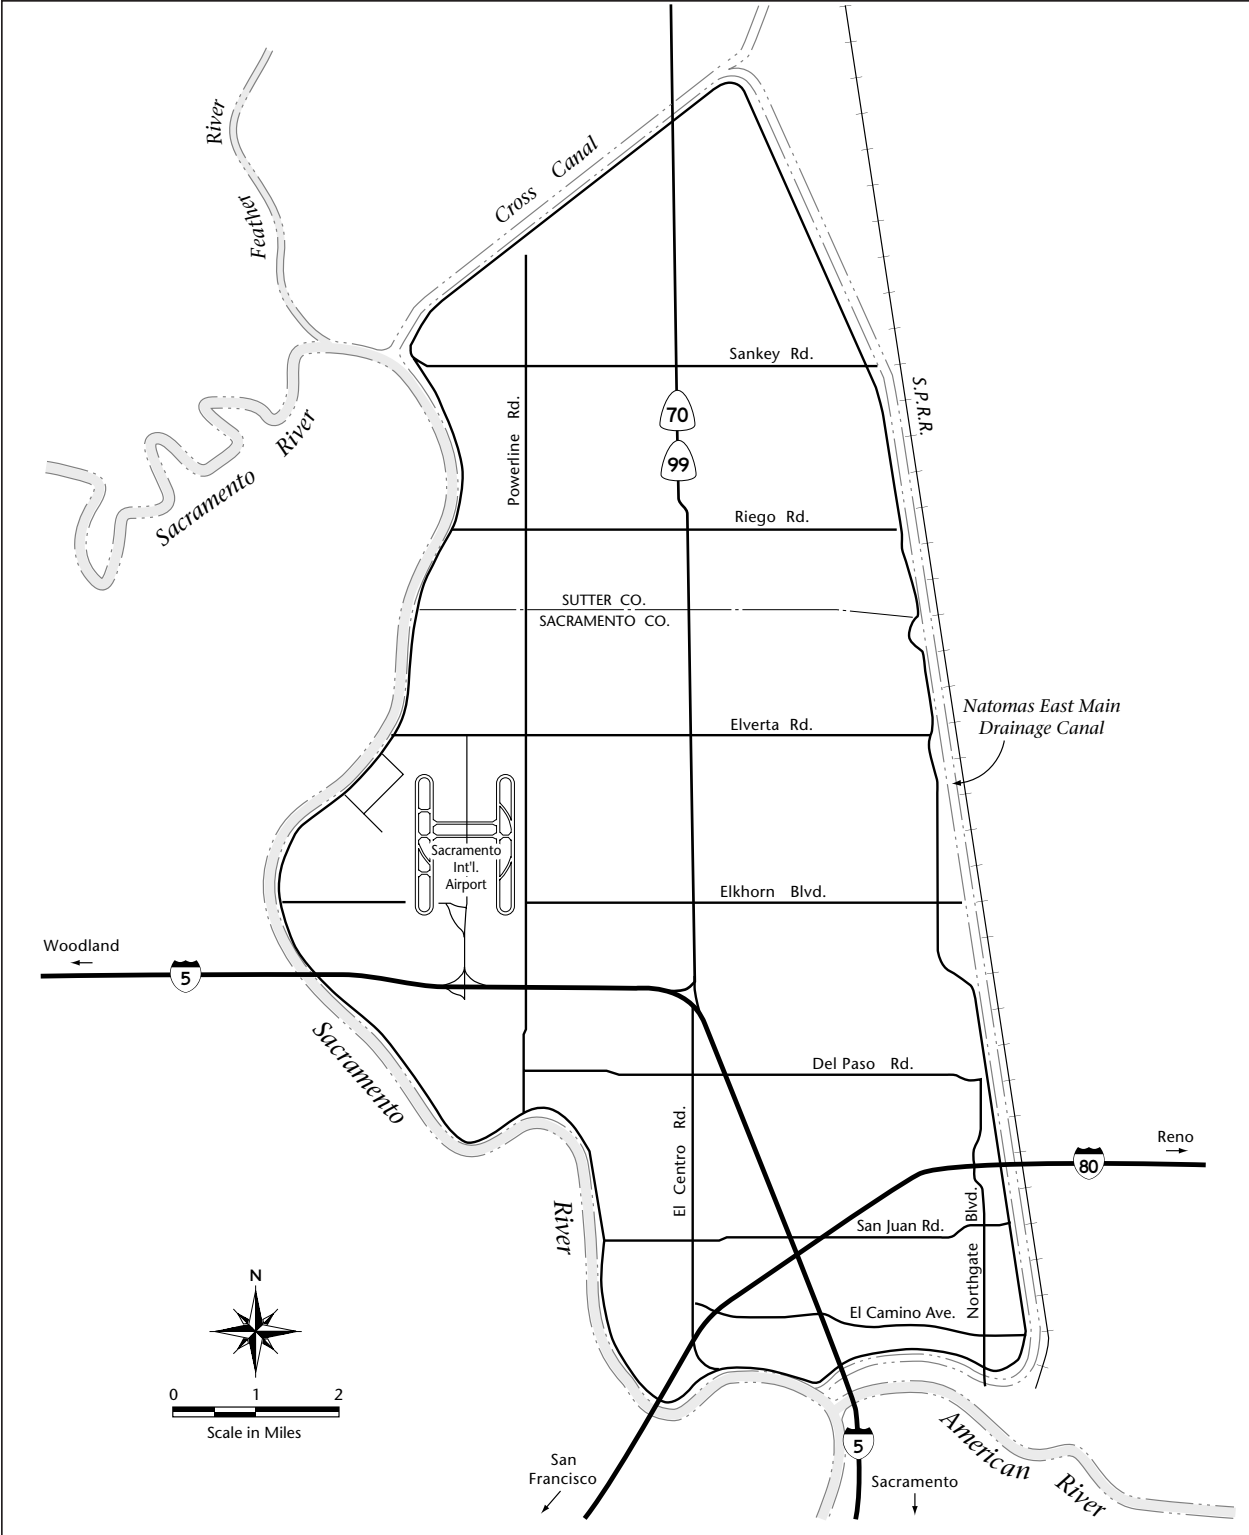 River
Feather
Cross Canal
Sankey Rd.
S.P.R.R.
70
99
Powerline Rd.
Sacramento River
Riego Rd.
SUTTER CO.
SACRAMENTO CO.
Natomas East Main
Drainage Canal
Elverta Rd.
Sacramento
Int'l.
Airport
Elkhorn Blvd.
Woodland
5
Sacramento
River
Del Paso Rd.
El Centro Rd.
Reno
80
San Juan Rd.
Northgate Blvd.
El Camino Ave.
N
0 1 2
Scale in Miles
San
Francisco
5
Sacramento
American River